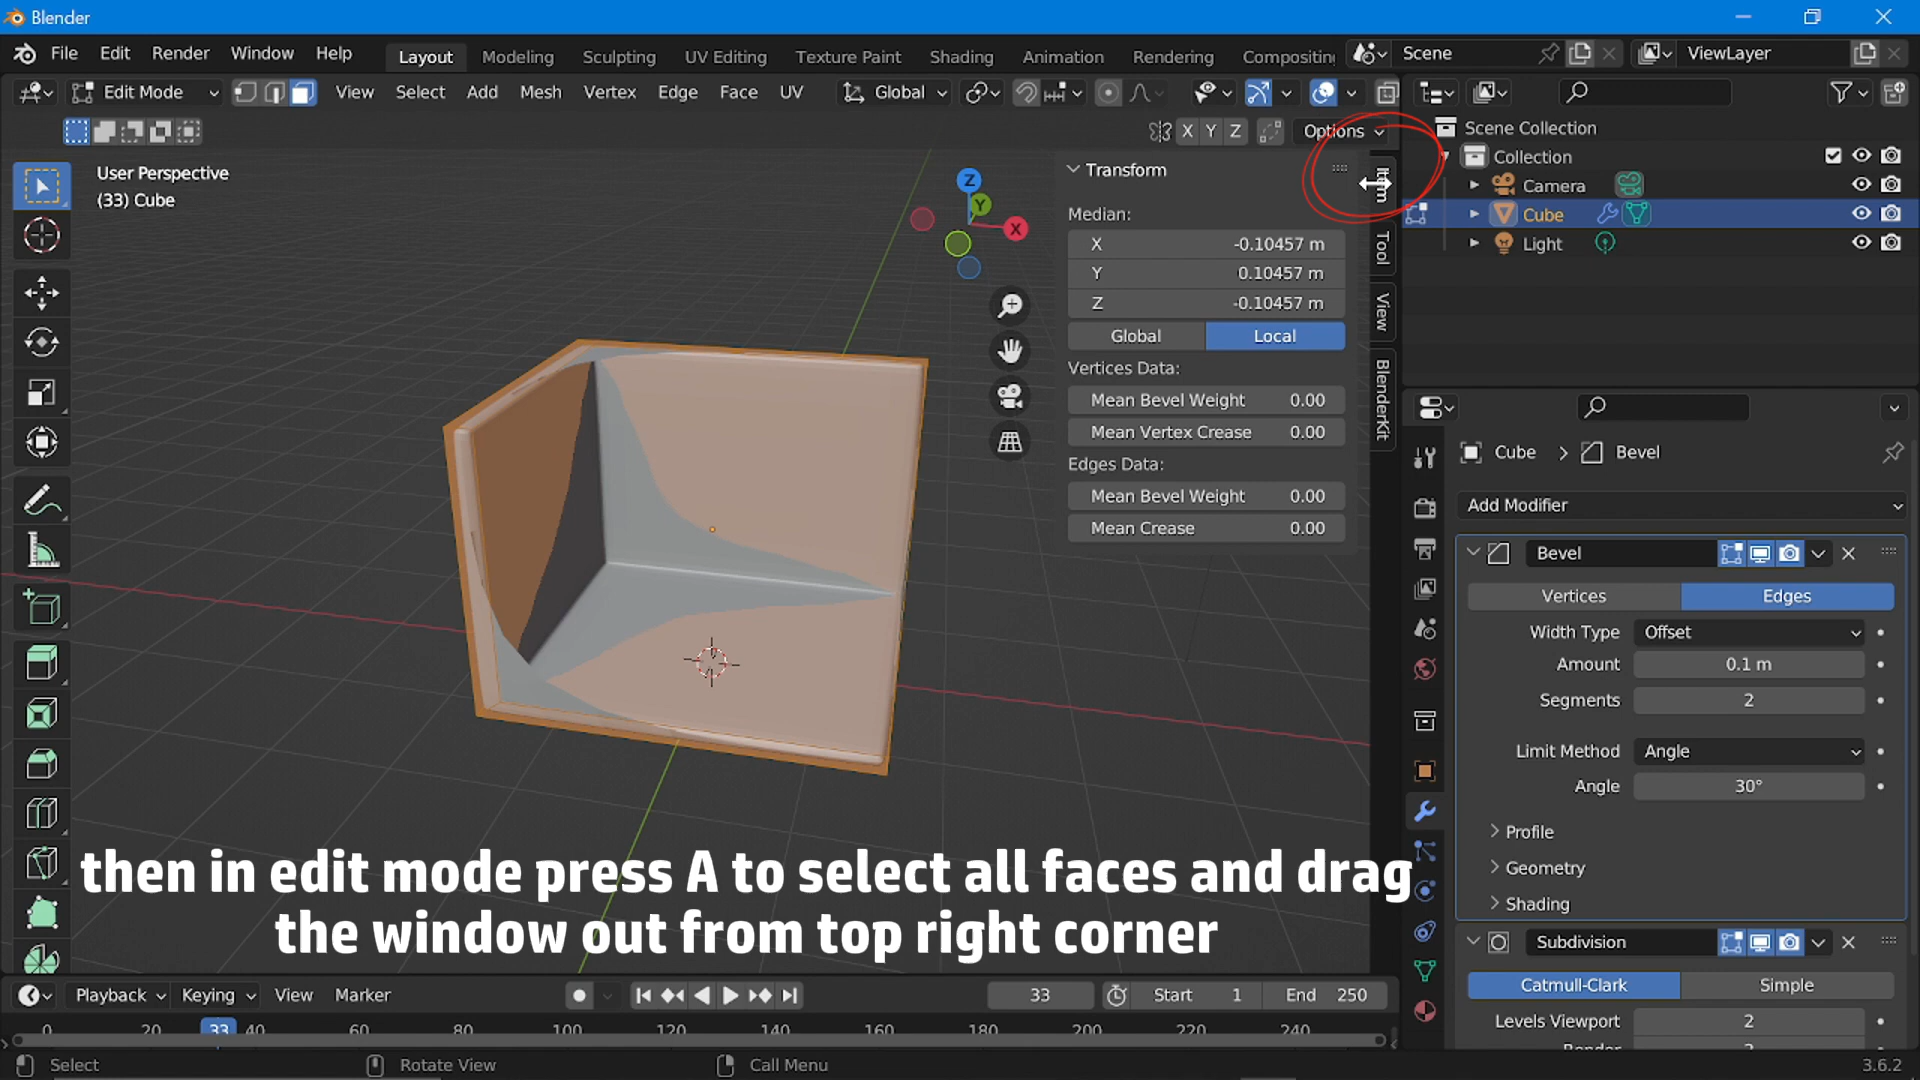 Blender
File Edit Render Window Help Layout Modeling Sculpting UV Editing Texture Paint Shading Animation Rendering Compositing Scene ViewLayer
Edit Mode View Select Add Mesh Vertex Edge Face UV Global
X Y Z Options
User Perspective
(33) Cube
Z
Y
X
Transform
Median:
X -0.10457 m
Y 0.10457 m
Z -0.10457 m
Global Local
Vertices Data:
Mean Bevel Weight 0.00
Mean Vertex Crease 0.00
Edges Data:
Mean Bevel Weight 0.00
Mean Crease 0.00
Item
Tool
View
BlenderKit
Scene Collection
Collection
Camera
Cube
Light
Cube > Bevel
Add Modifier
Bevel
Vertices Edges
Width Type Offset
Amount 0.1 m
Segments 2
Limit Method Angle
Angle 30°
Profile
Geometry
Shading
Subdivision
Catmull-Clark Simple
Levels Viewport 2
then in edit mode press A to select all faces and drag
the window out from top right corner
Playback Keying View Marker 33 Start 1 End 250
0 20 33 40 60 80 100 120 140 160 180 200 220 240
Select Rotate View Call Menu 3.6.2